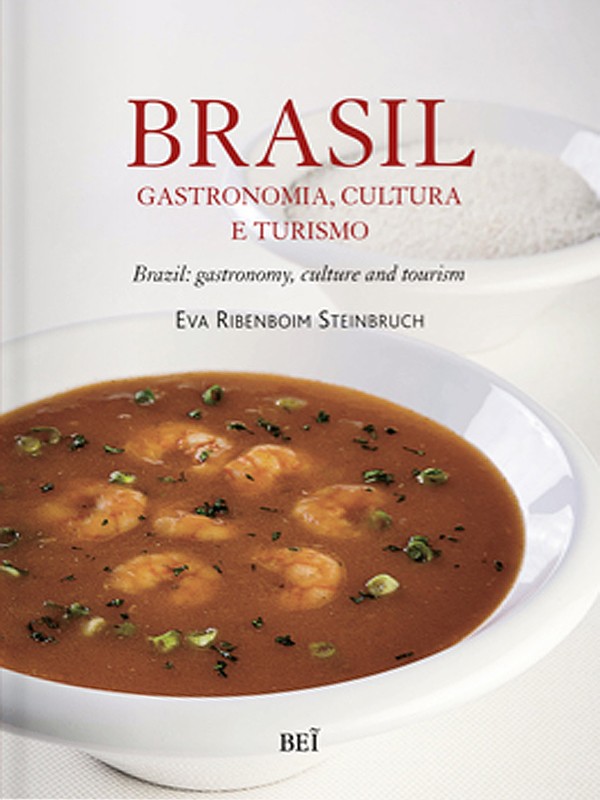 BRASIL
GASTRONOMIA, CULTURA
E TURISMO
Brazil: gastronomy, culture and tourism
EVA RIBENBOIM STEINBRUCH
BEĨ